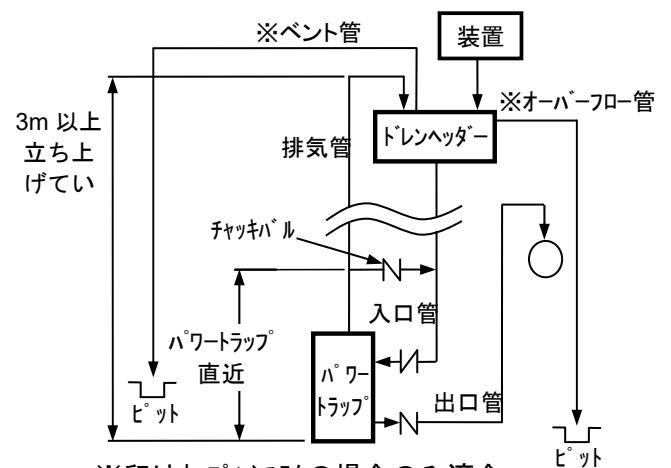 ※ベント管
装置
※オーバーフロー管
3m 以上
立ち上
げてい
排気管
ドレンヘッダー
チャッキバル
入口管
パワートラップ
直近
パワー
トラップ
出口管
ピット
ピット